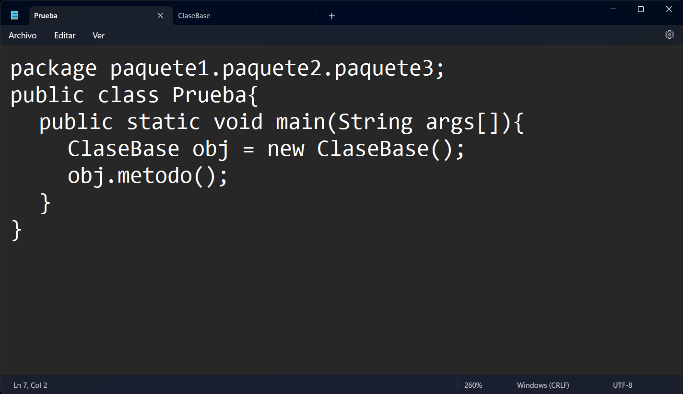 Prueba
ClaseBase
Archivo Editar Ver
package paquete1.paquete2.paquete3;
public class Prueba{
public static void main(String args[]){
ClaseBase obj = new ClaseBase();
obj.metodo();
}
}
Ln 7, Col 2 260% Windows (CRLF) UTF-8